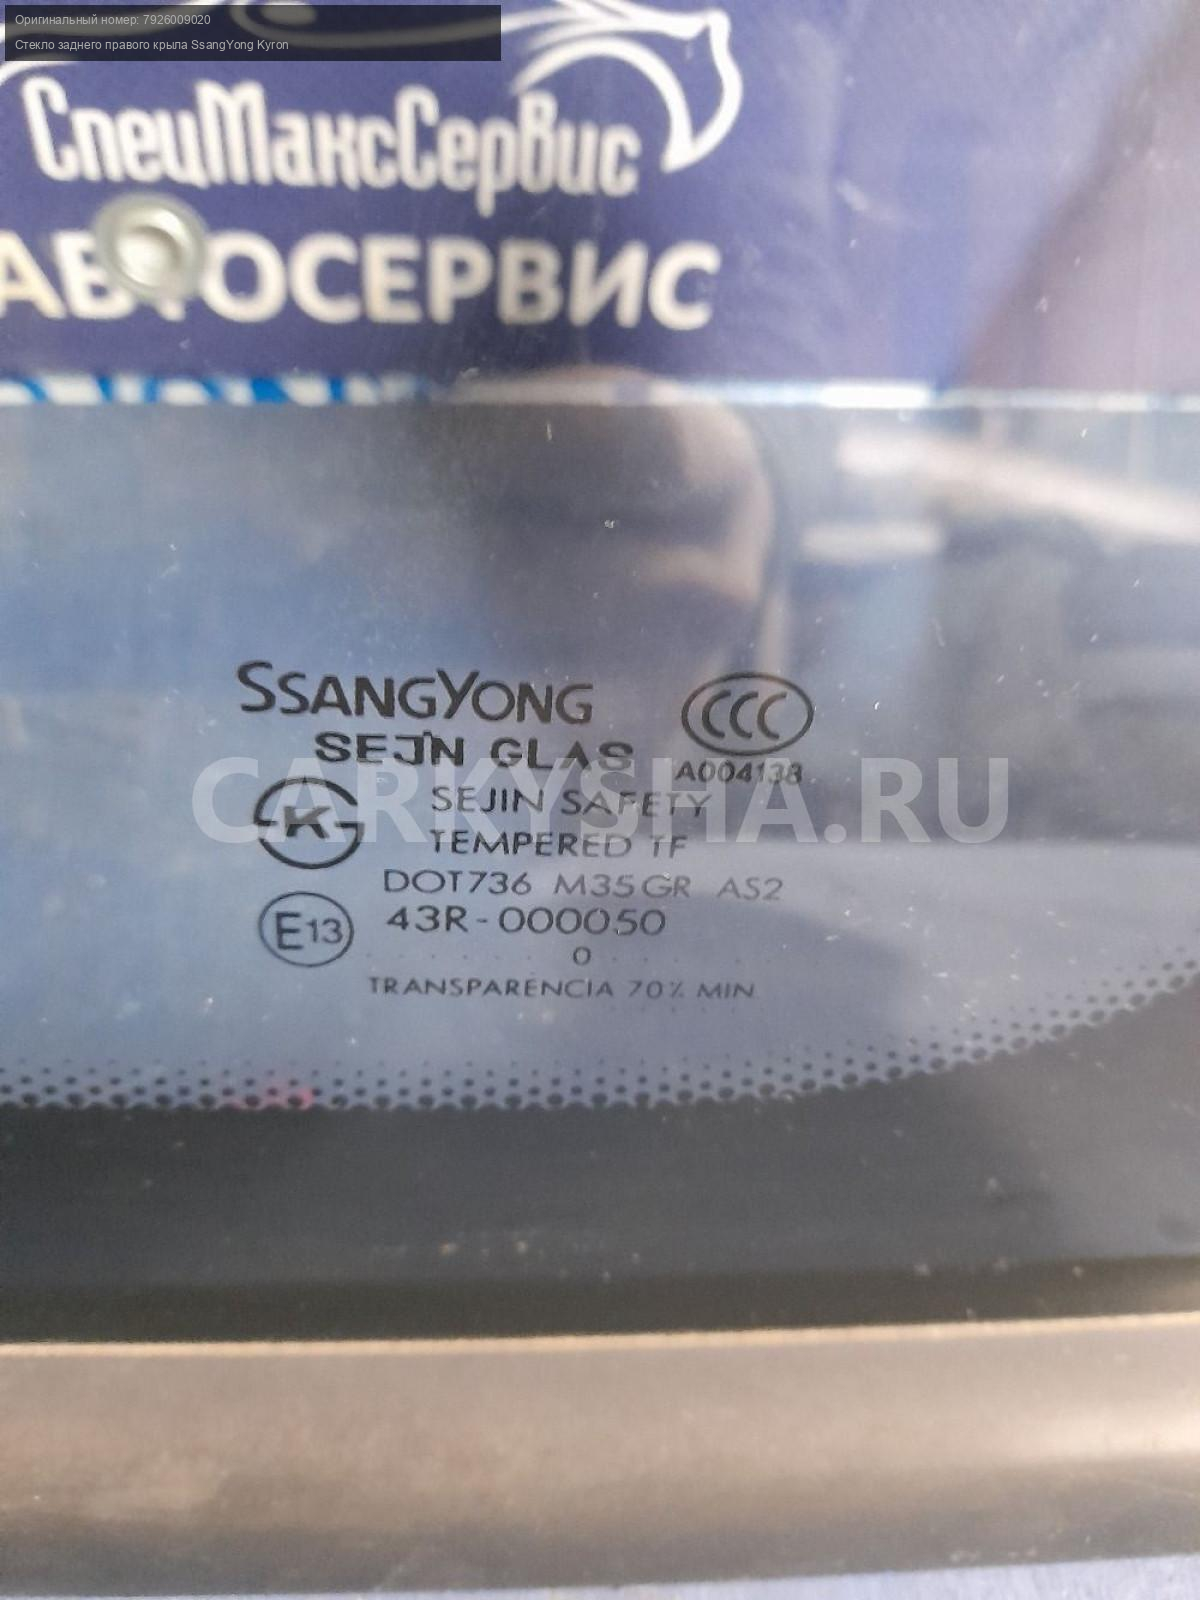 Оригинальный номер: 7926009020
Стекло заднего правого крыла SsangYong Kyron
СпецМаксСервис
АВТОСЕРВИС
SSANGYONG
CCC
SEJIN GLAS
A004138
CARKYSHA.RU
K
SEJIN SAFETY
TEMPERED TF
DOT736 M35GR AS2
E13 43R-000050
0
TRANSPARENCIA 70% MIN